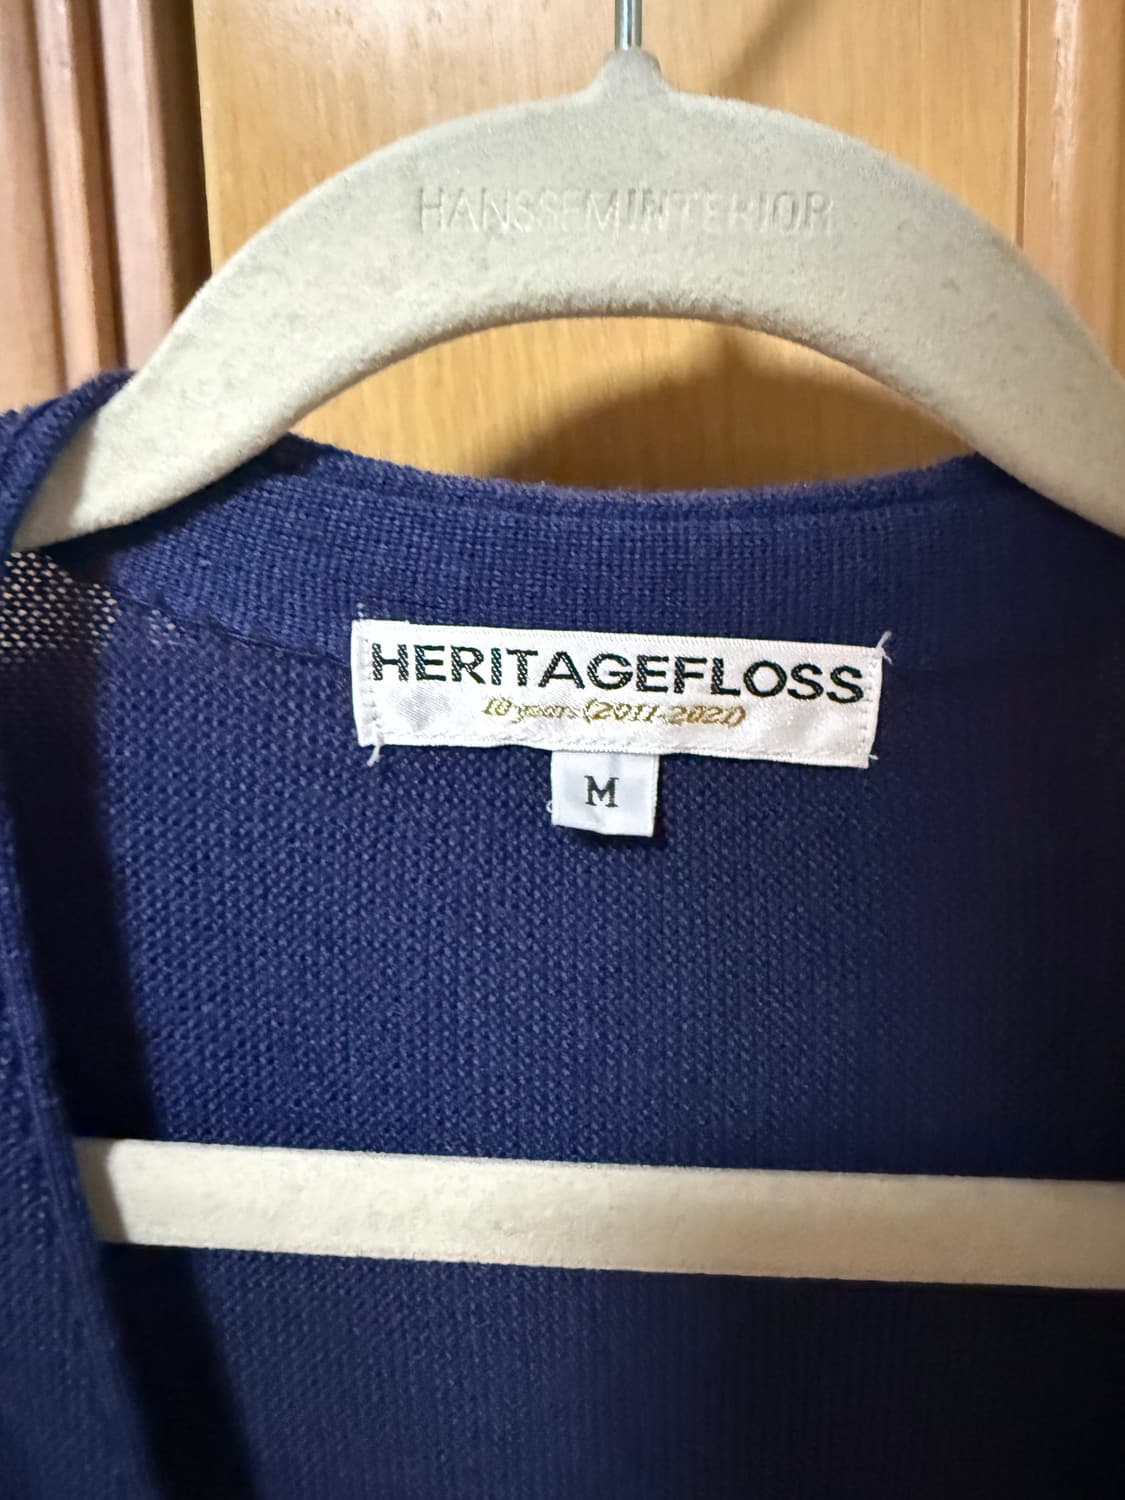 HANSSEMINTERIOR
HERITAGEFLOSS
10 years (2011-2021)
M